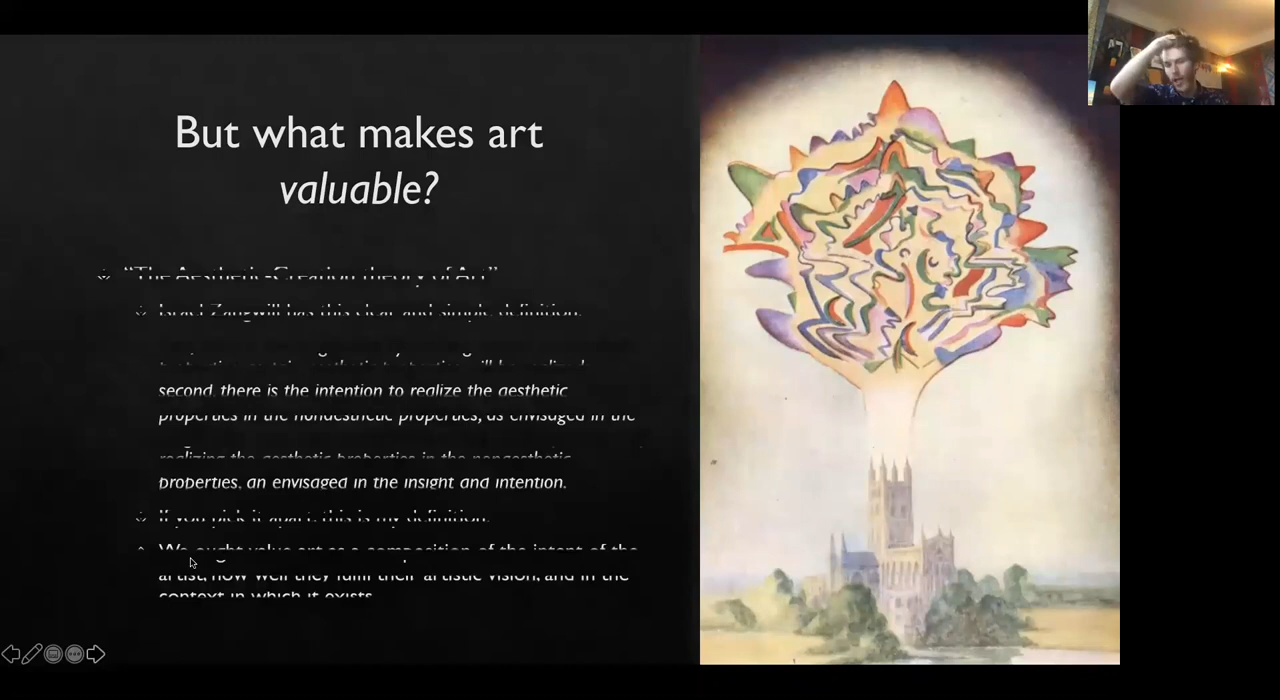 But what makes art
valuable?
“The Aesthetic Creation theory of Art”
Israel Zangwill has this clear and simple definition.
second, there is the intention to realize the aesthetic
properties in the nonaesthetic properties, as envisaged in the
realizing the aesthetic properties in the nonaesthetic
properties, an envisaged in the insight and intention.
If you pick it apart, this is my definition.
We ought value art as a composition of the intent of the
artist, how well they fulfil their artistic vision, and in the
context in which it exists.